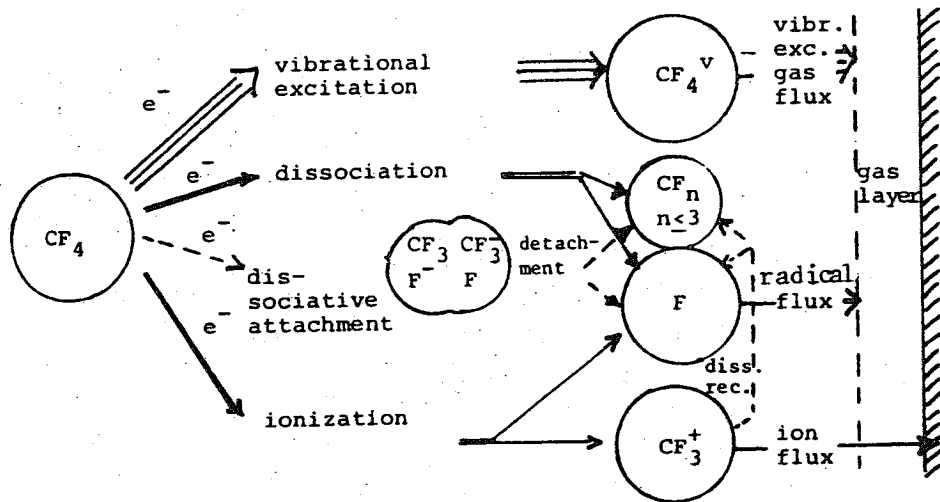 CF₄
e⁻
vibrational
excitation
CF₄ᵛ
vibr.
exc.
gas
flux
e⁻
dissociation
CFₙ
n≤3
gas
layer
e⁻
dis-
sociative
attachment
CF₃ CF₃⁻
F⁻ F
detach-
ment
F
radical
flux
e⁻
ionization
diss.
rec.
CF₃⁺
ion
flux